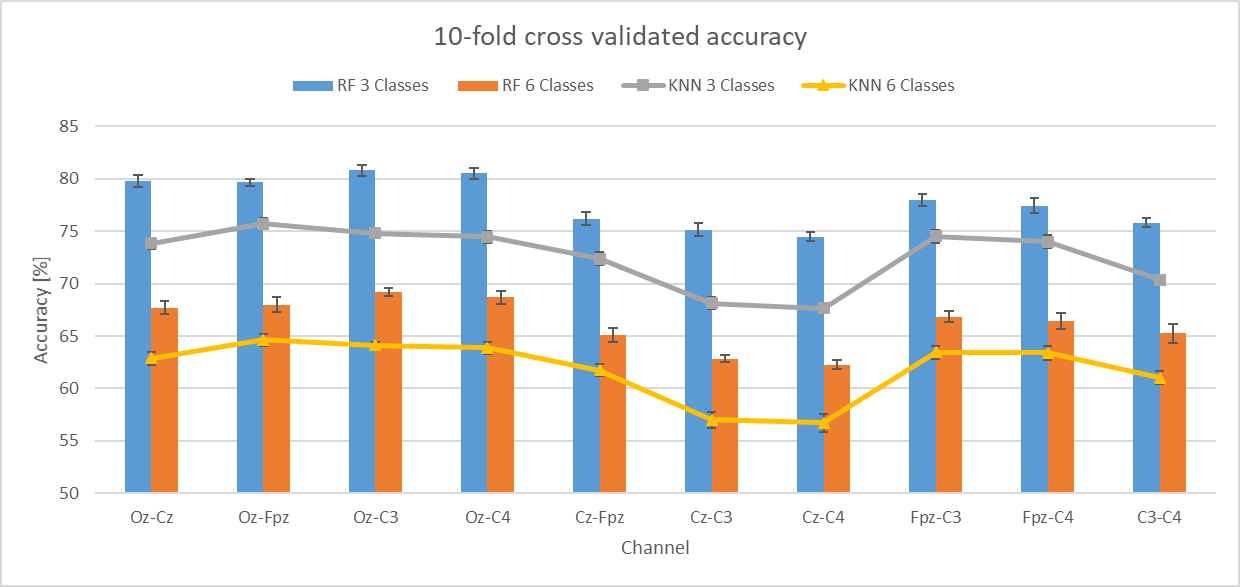 10-fold cross validated accuracy
RF 3 Classes RF 6 Classes KNN 3 Classes KNN 6 Classes
85
80
75
70
65
60
55
50
Accuracy [%]
Oz-Cz Oz-Fpz Oz-C3 Oz-C4 Cz-Fpz Cz-C3 Cz-C4 Fpz-C3 Fpz-C4 C3-C4
Channel